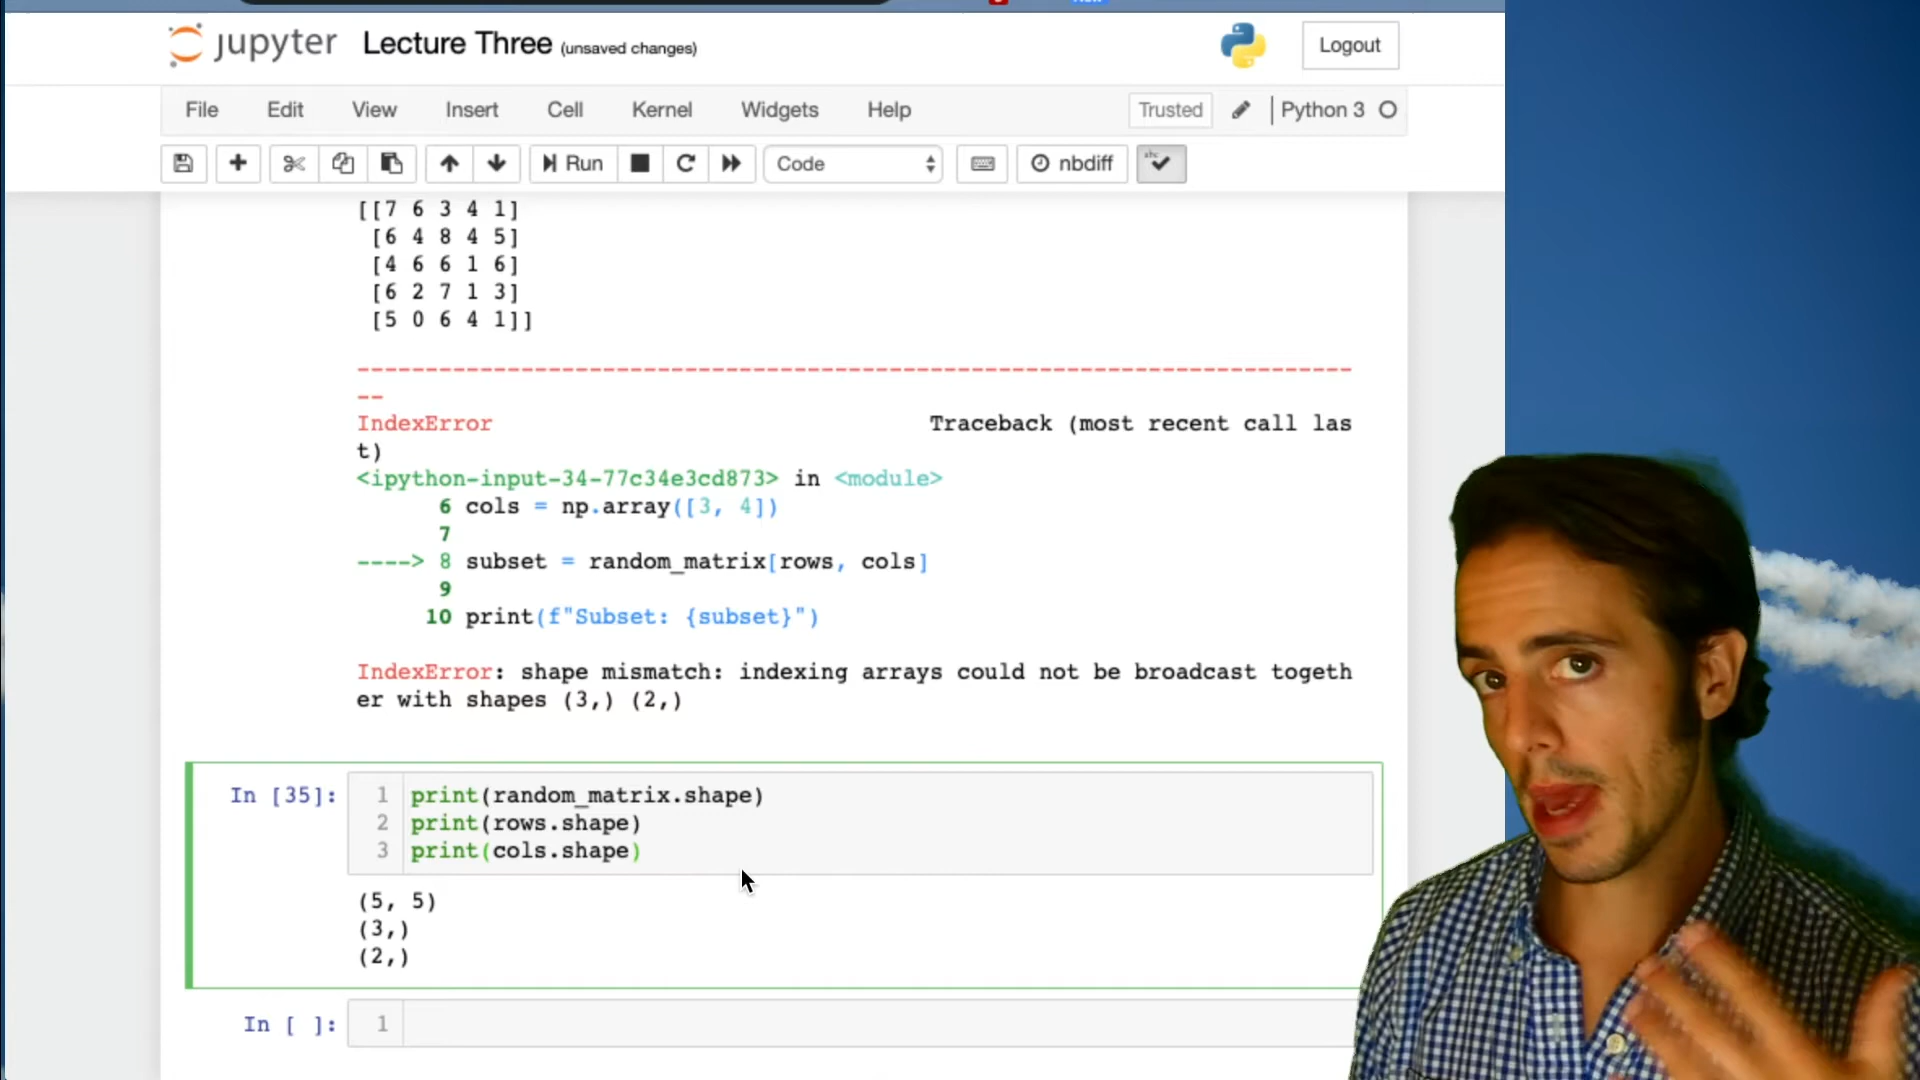 New
jupyter Lecture Three (unsaved changes)
Logout
File Edit View Insert Cell Kernel Widgets Help
Trusted
Python 3
Run
Code
nbdiff
abc
[[7 6 3 4 1]
[6 4 8 4 5]
[4 6 6 1 6]
[6 2 7 1 3]
[5 0 6 4 1]]
---------------------------------------------------------------------------
--
IndexError Traceback (most recent call las
t)
<ipython-input-34-77c34e3cd873> in <module>
6 cols = np.array([3, 4])
7
----> 8 subset = random_matrix[rows, cols]
9
10 print(f"Subset: {subset}")
IndexError: shape mismatch: indexing arrays could not be broadcast togeth
er with shapes (3,) (2,)
In [35]:
1 print(random_matrix.shape)
2 print(rows.shape)
3 print(cols.shape)
(5, 5)
(3,)
(2,)
In [ ]:
1